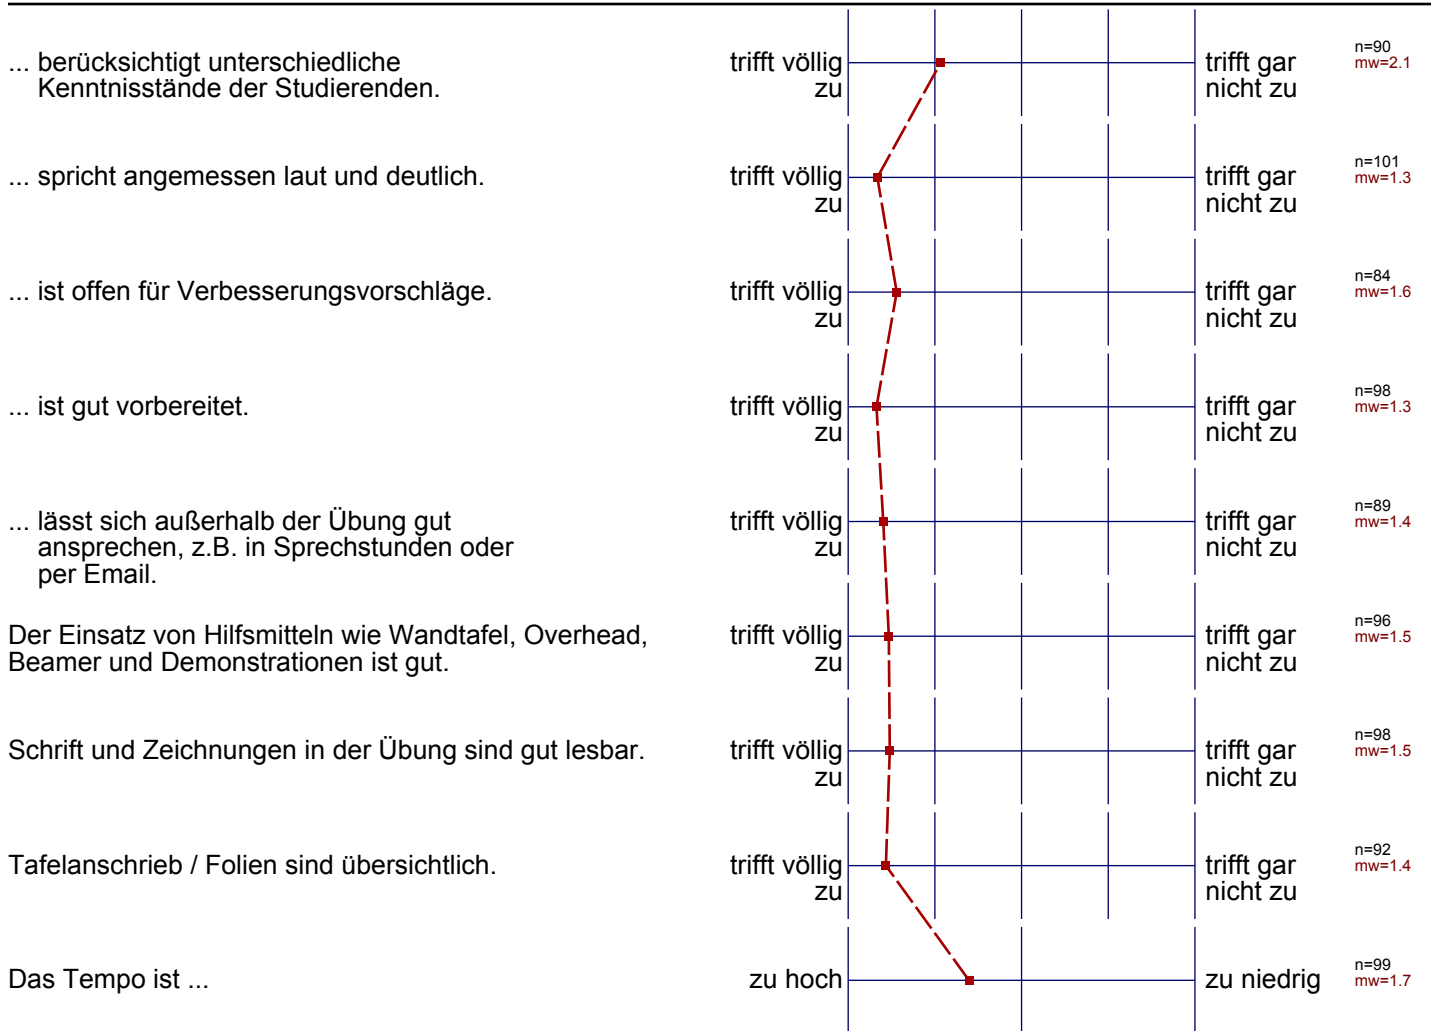 ... berücksichtigt unterschiedliche
Kenntnisstände der Studierenden.
trifft völlig
zu
trifft gar
nicht zu
n=90
mw=2.1
... spricht angemessen laut und deutlich.
trifft völlig
zu
trifft gar
nicht zu
n=101
mw=1.3
... ist offen für Verbesserungsvorschläge.
trifft völlig
zu
trifft gar
nicht zu
n=84
mw=1.6
... ist gut vorbereitet.
trifft völlig
zu
trifft gar
nicht zu
n=98
mw=1.3
... lässt sich außerhalb der Übung gut
ansprechen, z.B. in Sprechstunden oder
per Email.
trifft völlig
zu
trifft gar
nicht zu
n=89
mw=1.4
Der Einsatz von Hilfsmitteln wie Wandtafel, Overhead,
Beamer und Demonstrationen ist gut.
trifft völlig
zu
trifft gar
nicht zu
n=96
mw=1.5
Schrift und Zeichnungen in der Übung sind gut lesbar.
trifft völlig
zu
trifft gar
nicht zu
n=98
mw=1.5
Tafelanschrieb / Folien sind übersichtlich.
trifft völlig
zu
trifft gar
nicht zu
n=92
mw=1.4
Das Tempo ist ...
zu hoch
zu niedrig
n=99
mw=1.7